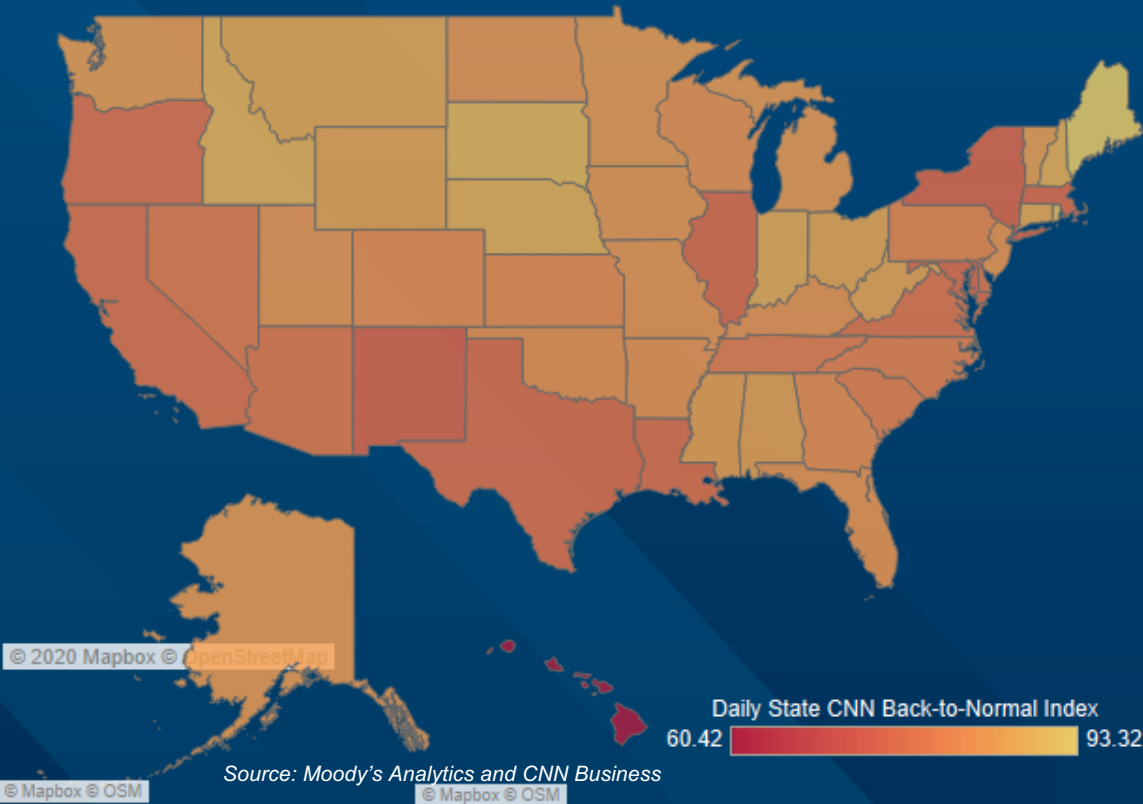 © 2020 Mapbox © OpenStreetMap
Daily State CNN Back-to-Normal Index
60.42
93.32
Source: Moody’s Analytics and CNN Business
© Mapbox © OSM
© Mapbox © OSM